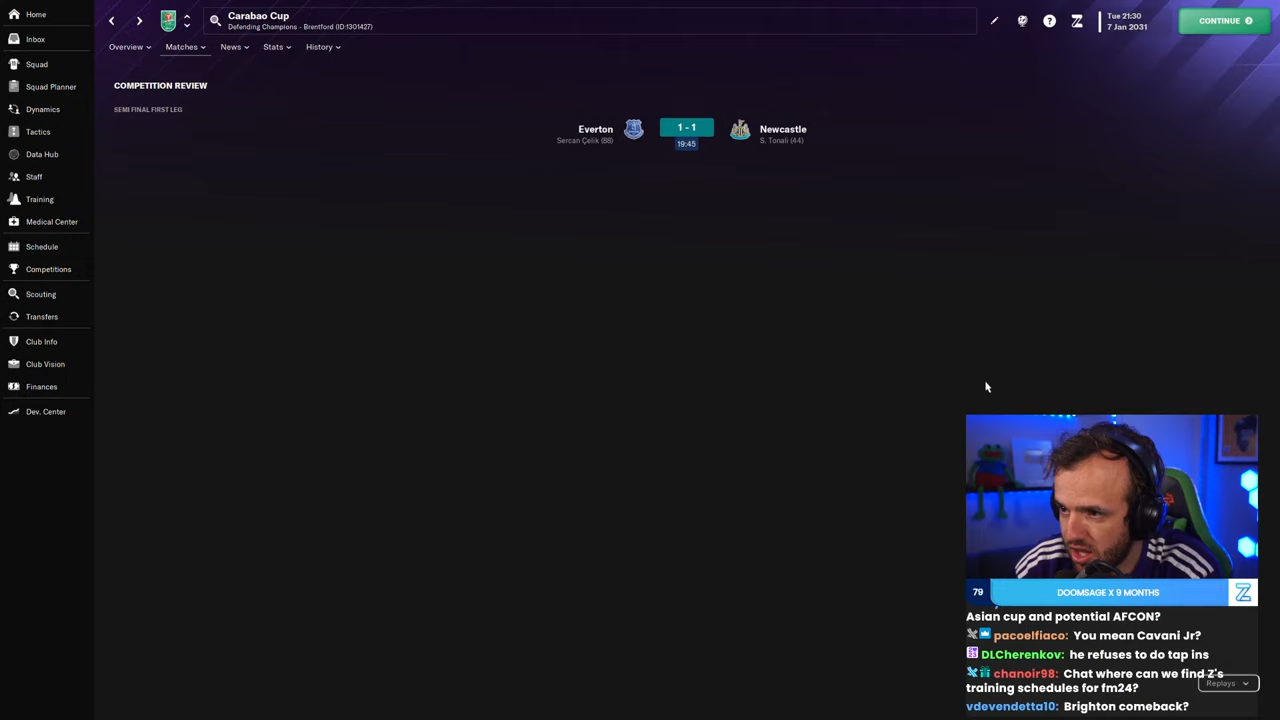 Home
Inbox
Squad
Squad Planner
Dynamics
Tactics
Data Hub
Staff
Training
Medical Center
Schedule
Competitions
Scouting
Transfers
Club Info
Club Vision
Finances
Dev. Center
Carabao Cup
Defending Champions - Brentford (ID:1301427)
Tue 21:30
7 Jan 2031
CONTINUE
Overview
Matches
News
Stats
History
COMPETITION REVIEW
SEMI FINAL FIRST LEG
Everton
Sercan Çelik (88)
1 - 1
19:45
Newcastle
S. Tonali (44)
79
DOOMSAGE X 9 MONTHS
Asian cup and potential AFCON?
pacoelfiaco: You mean Cavani Jr?
DLCherenkov: he refuses to do tap ins
chanoir98: Chat where can we find Z's
training schedules for fm24?
Replays
vdevendetta10: Brighton comeback?